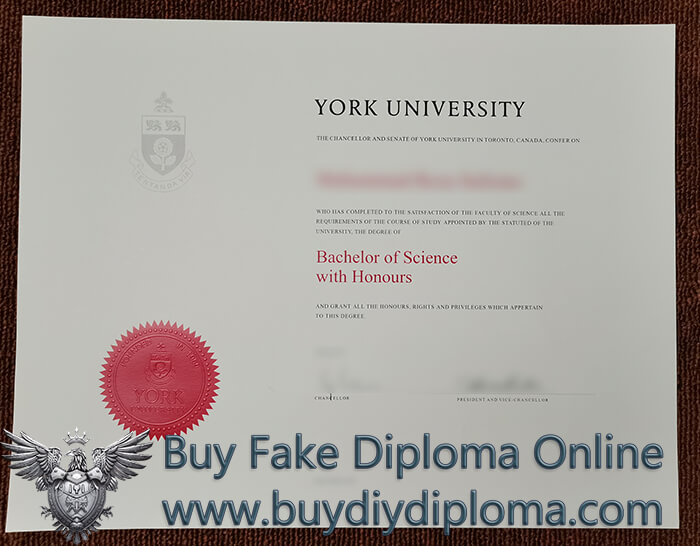 YORK UNIVERSITY
THE CHANCELLOR AND SENATE OF YORK UNIVERSITY IN TORONTO, CANADA, CONFER ON
WHO HAS COMPLETED TO THE SATISFACTION OF THE FACULTY OF SCIENCE ALL THE
REQUIREMENTS OF THE COURSE OF STUDY APPOINTED BY THE STATUTED OF THE
UNIVERSITY, THE DEGREE OF
Bachelor of Science
with Honours
AND GRANT ALL THE HONOURS, RIGHTS AND PRIVILEGES WHICH APPERTAIN
TO THIS DEGREE
CHANCELLOR
PRESIDENT AND VICE-CHANCELLOR
TENTANDA VIA
YORK
UNIVERSITY
Buy Fake Diploma Online
www.buydiydiploma.com